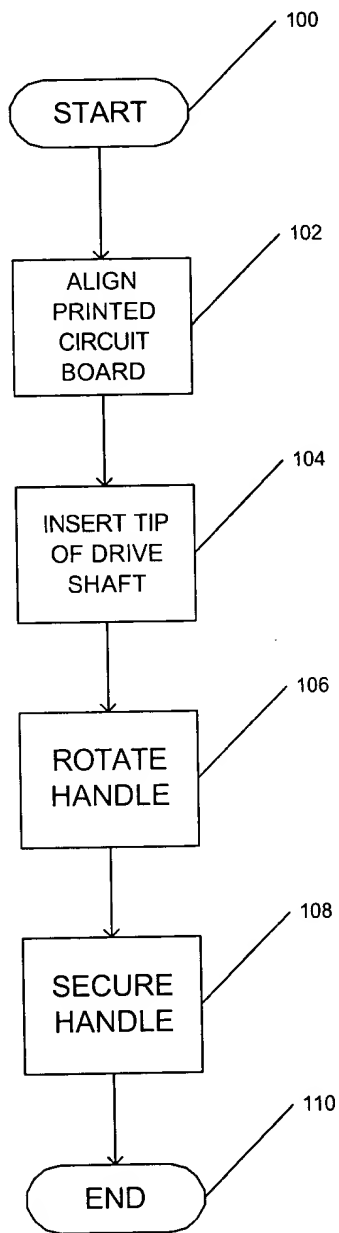 100
START
102
ALIGN
PRINTED
CIRCUIT
BOARD
104
INSERT TIP
OF DRIVE
SHAFT
106
ROTATE
HANDLE
108
SECURE
HANDLE
110
END